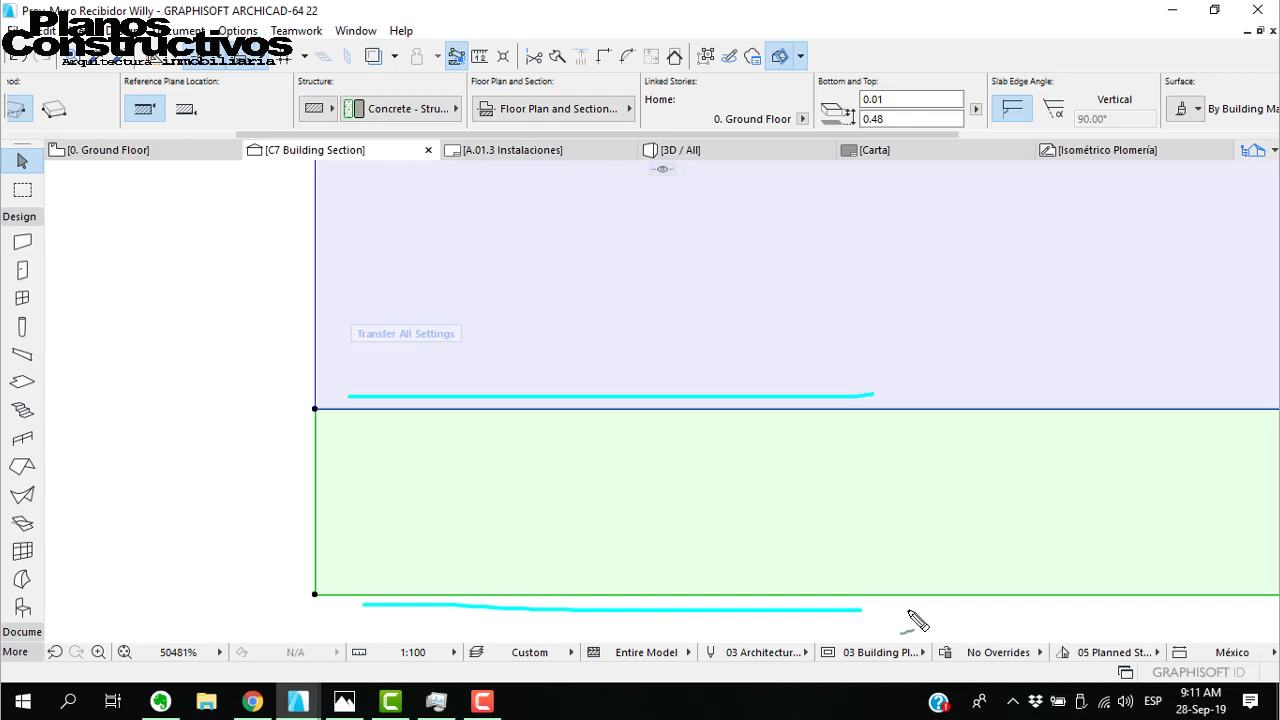 Prev. Muro Recibidor Willy - GRAPHISOFT ARCHICAD-64 22
Options Teamwork Window Help
Planos
Constructivos
Arquitectura inmobiliaria
Reference Plane Location:
Structure:
Floor Plan and Section:
Linked Stories:
Bottom and Top:
Slab Edge Angle:
Surface:
Concrete - Stru...
Floor Plan and Section...
Home:
0. Ground Floor
0.01
0.48
Vertical
90.00°
By Building Ma
[0. Ground Floor]
[C7 Building Section]
[A.01.3 Instalaciones]
[3D / All]
[Carta]
[Isométrico Plomería]
Design
Transfer All Settings
Docume
More
50481%
N/A
1:100
Custom
Entire Model
03 Architectur...
03 Building Pl...
No Overrides
05 Planned St...
México
GRAPHISOFT ID
ESP
9:11 AM
28-Sep-19